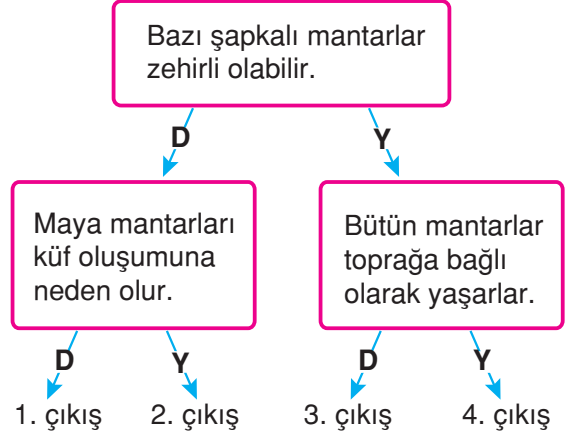 Bazı şapkalı mantarlar
zehirli olabilir.
D
Y
Maya mantarları
küf oluşumuna
neden olur.
Bütün mantarlar
toprağa bağlı
olarak yaşarlar.
D
Y
D
Y
1. çıkış
2. çıkış
3. çıkış
4. çıkış